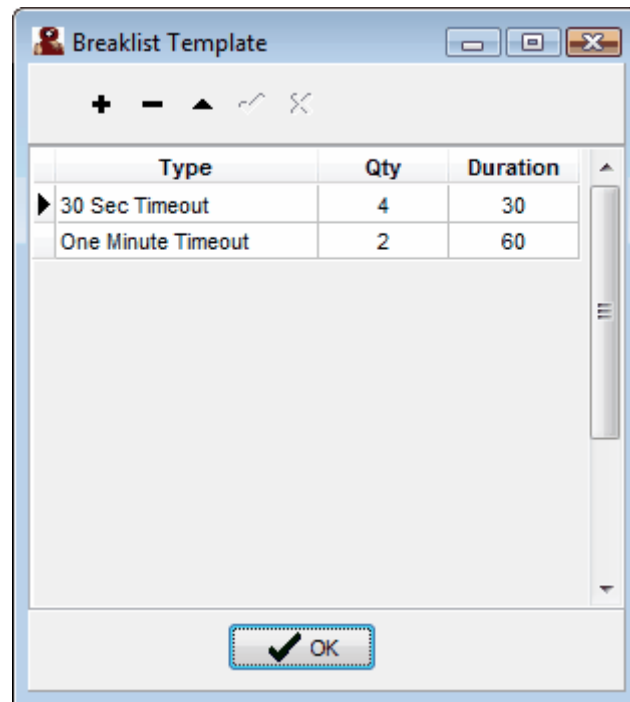 Breaklist Template
Type Qty Duration
30 Sec Timeout 4 30
One Minute Timeout 2 60
OK